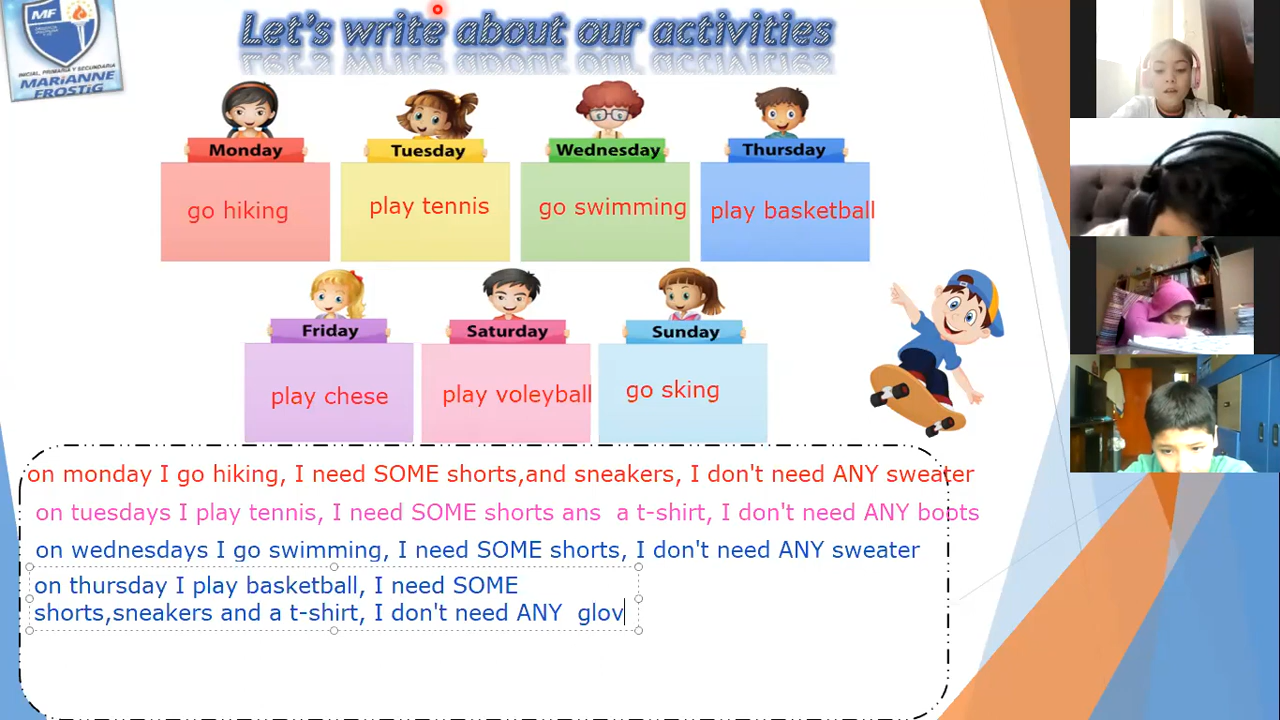 MF
INICIAL, PRIMARIA Y SECUNDARIA
MARIANNE
FROSTIG
Let's write about our activities
Monday
Tuesday
Wednesday
Thursday
go hiking
play tennis
go swimming
play basketball
Friday
Saturday
Sunday
play chese
play voleyball
go sking
on monday I go hiking, I need SOME shorts,and sneakers, I don't need ANY sweater
on tuesdays I play tennis, I need SOME shorts ans a t-shirt, I don't need ANY boots
on wednesdays I go swimming, I need SOME shorts, I don't need ANY sweater
on thursday I play basketball, I need SOME
shorts,sneakers and a t-shirt, I don't need ANY glov